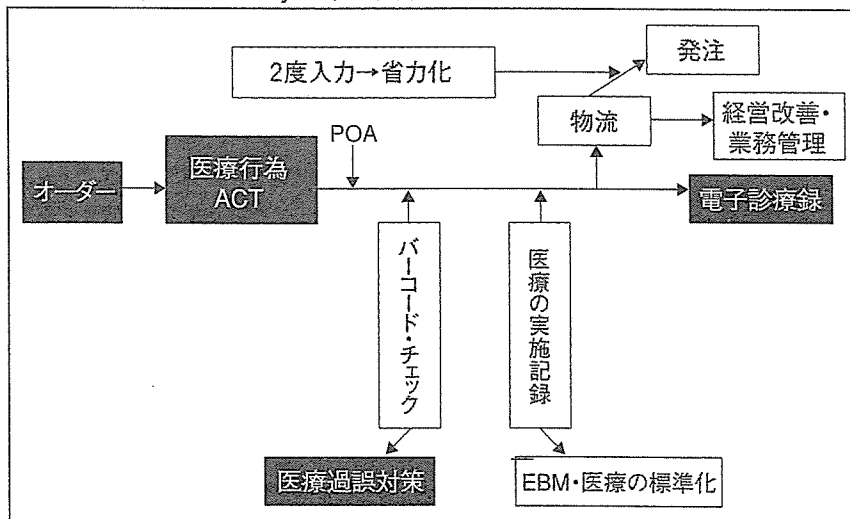 2度入力→省力化
発注
物流
経営改善・
業務管理
POA
オーダー
医療行為
ACT
電子診療録
バーコード・チェック
医療の実施記録
医療過誤対策
EBM・医療の標準化